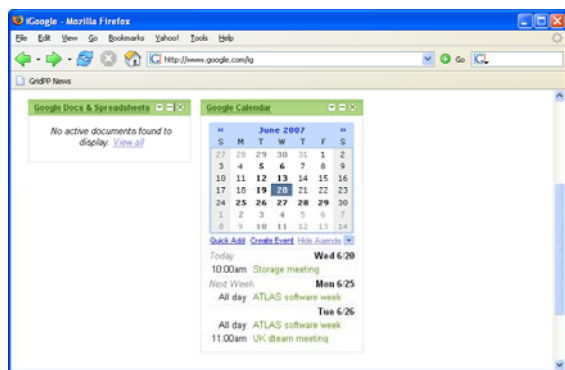 iGoogle - Mozilla Firefox
File Edit View Go Bookmarks Yahoo! Tools Help
http://www.google.com/ig Go
GridPP News
Google Docs & Spreadsheets
No active documents found to
display. View all
Google Calendar
« June 2007 »
S M T W T F S
27 28 29 30 31 1 2
3 4 5 6 7 8 9
10 11 12 13 14 15 16
17 18 19 20 21 22 23
24 25 26 27 28 29 30
1 2 3 4 5 6 7
8 9 10 11 12 13 14
Quick Add Create Event Hide Agenda
Today Wed 6/20
10:00am Storage meeting
Next Week Mon 6/25
All day ATLAS software week
Tue 6/26
All day ATLAS software week
11:00am UK dteam meeting